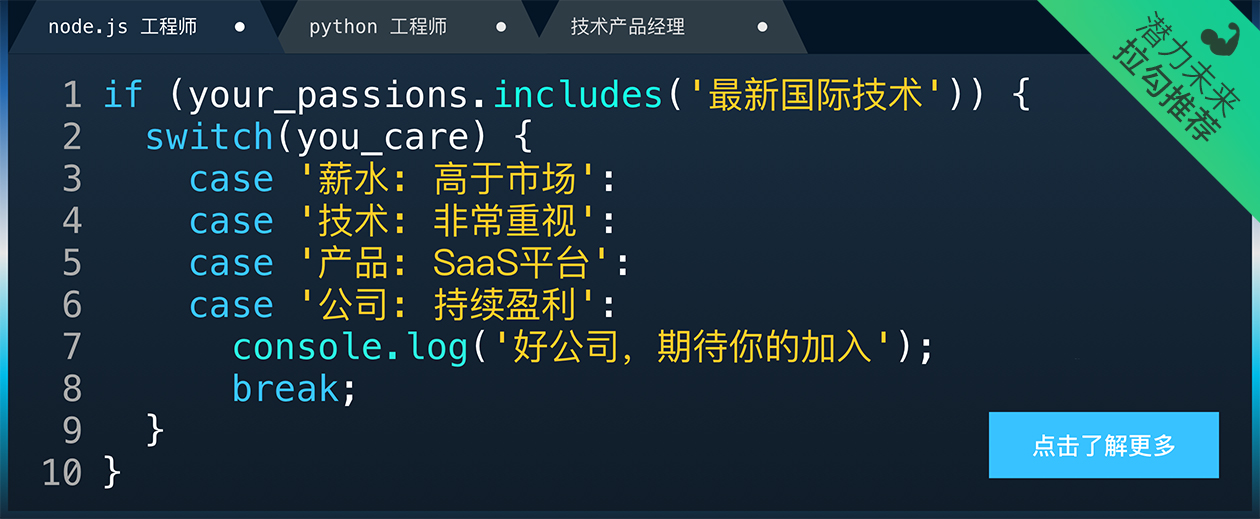 node.js 工程师
python 工程师
技术产品经理
潜力未来
拉勾推荐
1 if (your_passions.includes('最新国际技术')) {
2 switch(you_care) {
3 case '薪水: 高于市场':
4 case '技术: 非常重视':
5 case '产品: SaaS平台':
6 case '公司: 持续盈利':
7 console.log('好公司，期待你的加入');
8 break;
9 }
10 }
点击了解更多